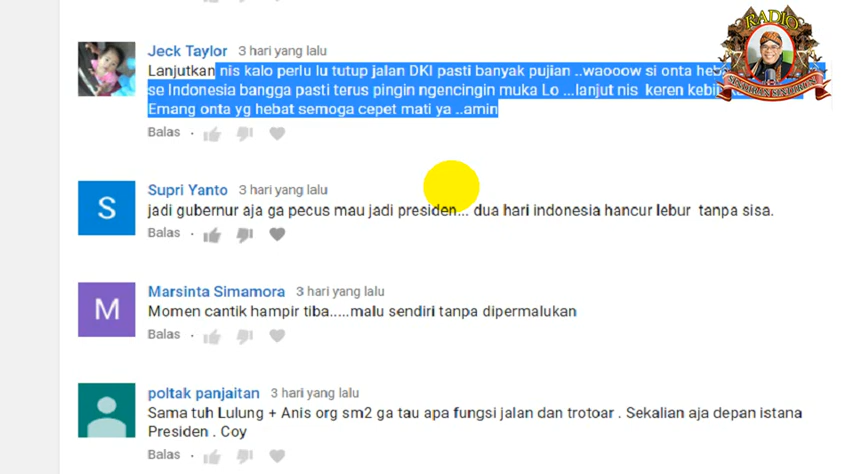 RADIO
Jeck Taylor 3 hari yang lalu
Lanjutkan nis kalo perlu lu tutup jalan DKI pasti banyak pujian ..waooow si onta
se Indonesia bangga pasti terus pingin ngencingin muka Lo ...lanjut nis keren
Emang onta yg hebat semoga cepet mati ya ..amin
Balas
Supri Yanto 3 hari yang lalu
jadi gubernur aja ga pecus mau jadi presiden... dua hari indonesia hancur lebur tanpa sisa.
Balas
S
Marsinta Simamora 3 hari yang lalu
Momen cantik hampir tiba.....malu sendiri tanpa dipermalukan
Balas
M
poltak panjaitan 3 hari yang lalu
Sama tuh Lulung + Anis org sm2 ga tau apa fungsi jalan dan trotoar . Sekalian aja depan istana
Presiden . Coy
Balas